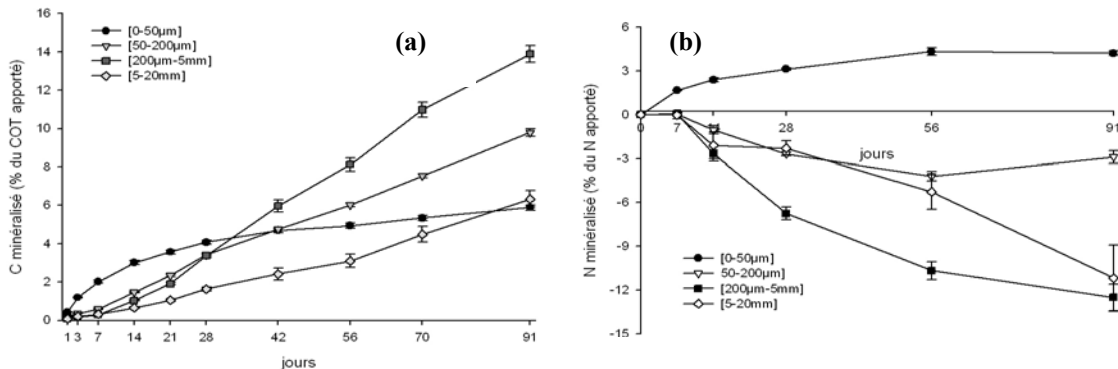 (a)
C minéralisé (% du COT apporté)
16
14
12
10
8
6
4
2
0
[0-50µm]
[50-200µm]
[200µm-5mm]
[5-20mm]
1 3 7 14 21 28 42 56 70 91
jours
(b)
N minéralisé (% du N apporté)
6
3
0
-3
-6
-9
-12
-15
0 7 28 56 91
jours
[0-50µm]
50-200µm]
[200µm-5mm]
[5-20mm]